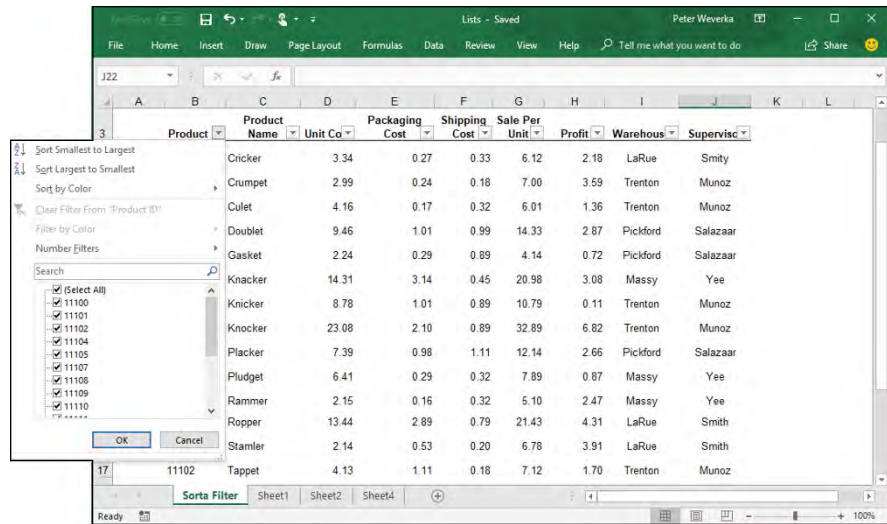 Lists - Saved
Peter Weverka
File Home Insert Draw Page Layout Formulas Data Review View Help Tell me what you want to do Share
J22 fx
A B C D E F G H I J K L
3 Product Product Name Unit Co Packaging Cost Shipping Cost Sale Per Unit Profit Warehous Superviso
Sort Smallest to Largest
Sort Largest to Smallest
Sort by Color
Clear Filter From "Product ID"
Filter by Color
Number Filters
Search
(Select All)
11100
11101
11102
11104
11105
11107
11108
11109
11110
OK Cancel
Cricker 3.34 0.27 0.33 6.12 2.18 LaRue Smity
Crumpet 2.99 0.24 0.18 7.00 3.59 Trenton Munoz
Culet 4.16 0.17 0.32 6.01 1.36 Trenton Munoz
Doublet 9.46 1.01 0.99 14.33 2.87 Pickford Salazaar
Gasket 2.24 0.29 0.89 4.14 0.72 Pickford Salazaar
Knacker 14.31 3.14 0.45 20.98 3.08 Massy Yee
Knicker 8.78 1.01 0.89 10.79 0.11 Trenton Munoz
Knocker 23.08 2.10 0.89 32.89 6.82 Trenton Munoz
Placker 7.39 0.98 1.11 12.14 2.66 Pickford Salazaar
Pludget 6.41 0.29 0.32 7.89 0.87 Massy Yee
Rammer 2.15 0.16 0.32 5.10 2.47 Massy Yee
Ropper 13.44 2.89 0.79 21.43 4.31 LaRue Smith
Stamler 2.14 0.53 0.20 6.78 3.91 LaRue Smith
17 11102 Tappet 4.13 1.11 0.18 7.12 1.70 Trenton Munoz
Sorta Filter Sheet1 Sheet2 Sheet4
Ready 100%